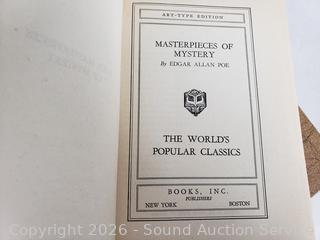 ART-TYPE EDITION
MASTERPIECES OF
MYSTERY
By EDGAR ALLAN POE
THE WORLD'S
POPULAR CLASSICS
BOOKS, INC.
PUBLISHERS
NEW YORK BOSTON
Copyright 2026 - Sound Auction Service